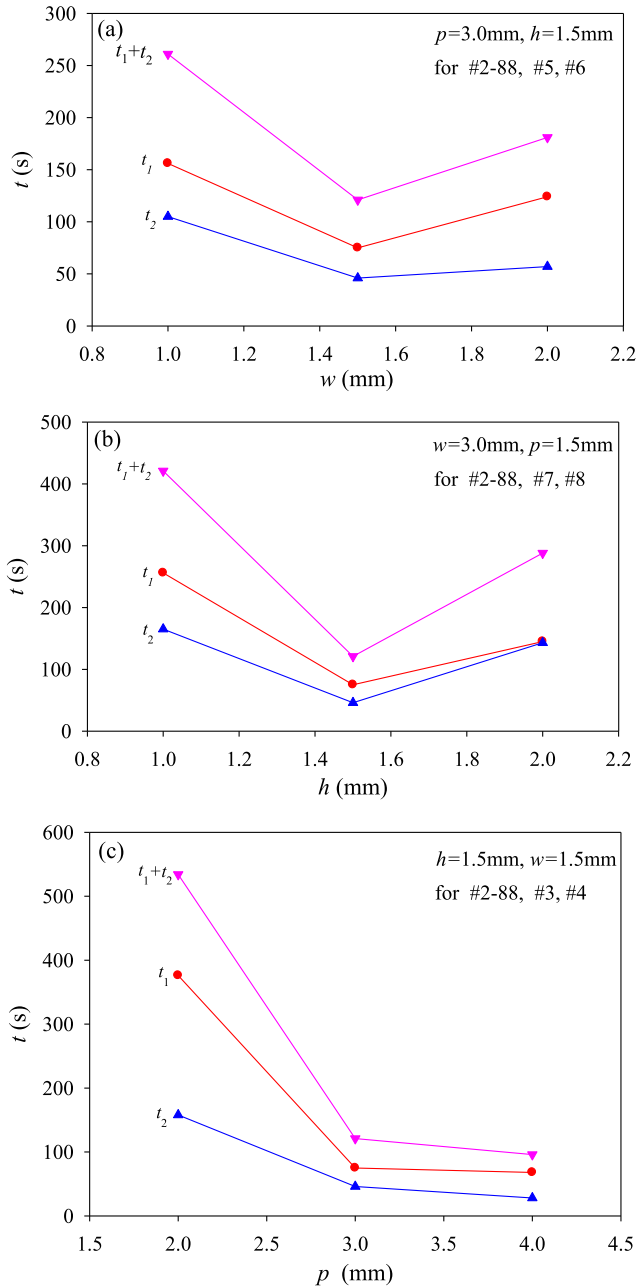 (a)
p=3.0mm, h=1.5mm
for #2-88, #5, #6
t1+t2
t1
t2
t (s)
300
250
200
150
100
50
0
0.8 1.0 1.2 1.4 1.6 1.8 2.0 2.2
w (mm)
(b)
w=3.0mm, p=1.5mm
for #2-88, #7, #8
t1+t2
t1
t2
t (s)
500
400
300
200
100
0
0.8 1.0 1.2 1.4 1.6 1.8 2.0 2.2
h (mm)
(c)
h=1.5mm, w=1.5mm
for #2-88, #3, #4
t1+t2
t1
t2
t (s)
600
500
400
300
200
100
0
1.5 2.0 2.5 3.0 3.5 4.0 4.5
p (mm)